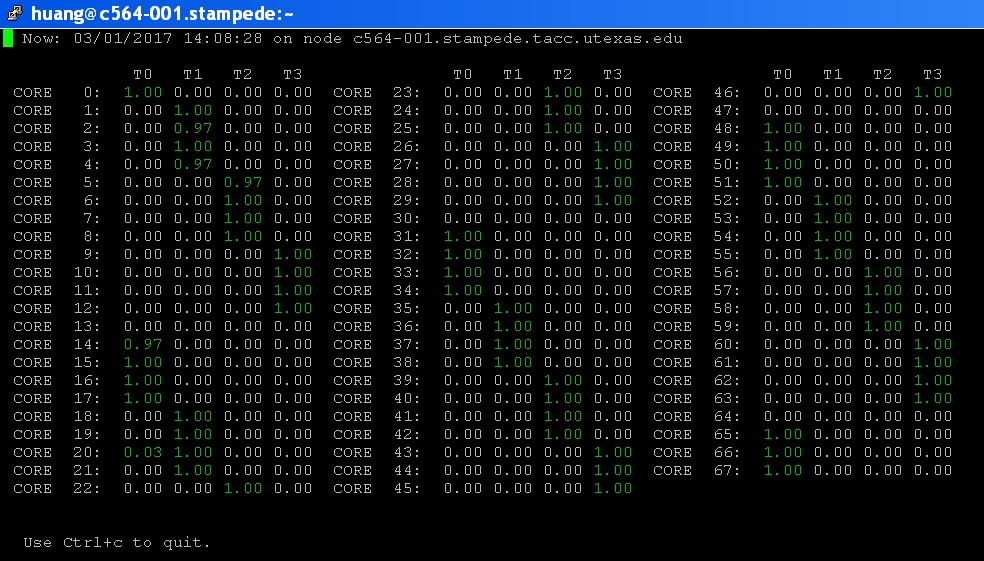 huang@c564-001.stampede:~
Now: 03/01/2017 14:08:28 on node c564-001.stampede.tacc.utexas.edu
T0 T1 T2 T3 T0 T1 T2 T3 T0 T1 T2 T3
CORE 0: 1.00 0.00 0.00 0.00 CORE 23: 0.00 0.00 1.00 0.00 CORE 46: 0.00 0.00 0.00 1.00
CORE 1: 0.00 1.00 0.00 0.00 CORE 24: 0.00 0.00 1.00 0.00 CORE 47: 0.00 0.00 0.00 0.00
CORE 2: 0.00 0.97 0.00 0.00 CORE 25: 0.00 0.00 1.00 0.00 CORE 48: 1.00 0.00 0.00 0.00
CORE 3: 0.00 1.00 0.00 0.00 CORE 26: 0.00 0.00 0.00 1.00 CORE 49: 1.00 0.00 0.00 0.00
CORE 4: 0.00 0.97 0.00 0.00 CORE 27: 0.00 0.00 0.00 1.00 CORE 50: 1.00 0.00 0.00 0.00
CORE 5: 0.00 0.00 0.97 0.00 CORE 28: 0.00 0.00 0.00 1.00 CORE 51: 1.00 0.00 0.00 0.00
CORE 6: 0.00 0.00 1.00 0.00 CORE 29: 0.00 0.00 0.00 1.00 CORE 52: 0.00 1.00 0.00 0.00
CORE 7: 0.00 0.00 1.00 0.00 CORE 30: 0.00 0.00 0.00 0.00 CORE 53: 0.00 1.00 0.00 0.00
CORE 8: 0.00 0.00 1.00 0.00 CORE 31: 1.00 0.00 0.00 0.00 CORE 54: 0.00 1.00 0.00 0.00
CORE 9: 0.00 0.00 0.00 1.00 CORE 32: 1.00 0.00 0.00 0.00 CORE 55: 0.00 1.00 0.00 0.00
CORE 10: 0.00 0.00 0.00 1.00 CORE 33: 1.00 0.00 0.00 0.00 CORE 56: 0.00 0.00 1.00 0.00
CORE 11: 0.00 0.00 0.00 1.00 CORE 34: 1.00 0.00 0.00 0.00 CORE 57: 0.00 0.00 1.00 0.00
CORE 12: 0.00 0.00 0.00 1.00 CORE 35: 0.00 1.00 0.00 0.00 CORE 58: 0.00 0.00 1.00 0.00
CORE 13: 0.00 0.00 0.00 0.00 CORE 36: 0.00 1.00 0.00 0.00 CORE 59: 0.00 0.00 1.00 0.00
CORE 14: 0.97 0.00 0.00 0.00 CORE 37: 0.00 1.00 0.00 0.00 CORE 60: 0.00 0.00 0.00 1.00
CORE 15: 1.00 0.00 0.00 0.00 CORE 38: 0.00 1.00 0.00 0.00 CORE 61: 0.00 0.00 0.00 1.00
CORE 16: 1.00 0.00 0.00 0.00 CORE 39: 0.00 0.00 1.00 0.00 CORE 62: 0.00 0.00 0.00 1.00
CORE 17: 1.00 0.00 0.00 0.00 CORE 40: 0.00 0.00 1.00 0.00 CORE 63: 0.00 0.00 0.00 1.00
CORE 18: 0.00 1.00 0.00 0.00 CORE 41: 0.00 0.00 1.00 0.00 CORE 64: 0.00 0.00 0.00 0.00
CORE 19: 0.00 1.00 0.00 0.00 CORE 42: 0.00 0.00 1.00 0.00 CORE 65: 1.00 0.00 0.00 0.00
CORE 20: 0.03 1.00 0.00 0.00 CORE 43: 0.00 0.00 0.00 1.00 CORE 66: 1.00 0.00 0.00 0.00
CORE 21: 0.00 1.00 0.00 0.00 CORE 44: 0.00 0.00 0.00 1.00 CORE 67: 1.00 0.00 0.00 0.00
CORE 22: 0.00 0.00 1.00 0.00 CORE 45: 0.00 0.00 0.00 1.00
Use Ctrl+c to quit.